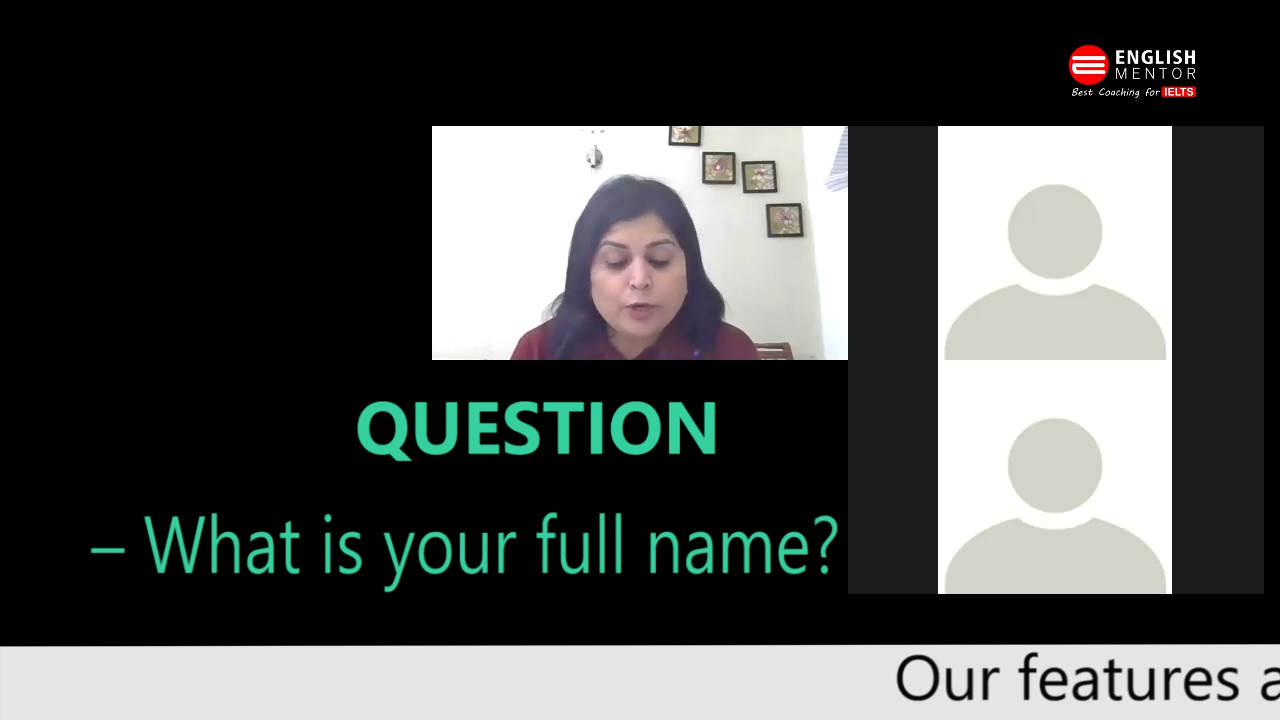 ENGLISH
MENTOR
Best Coaching for IELTS
QUESTION
– What is your full name?
Our features a